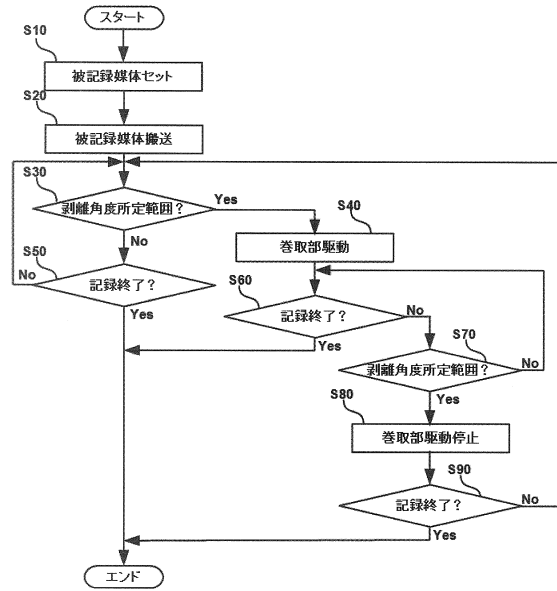 スタート
S10
被記録媒体セット
S20
被記録媒体搬送
S30
剥離角度所定範囲?
Yes
No
S40
巻取部駆動
S50
記録終了?
No
Yes
S60
記録終了?
No
Yes
S70
剥離角度所定範囲?
No
Yes
S80
巻取部駆動停止
S90
記録終了?
No
Yes
エンド